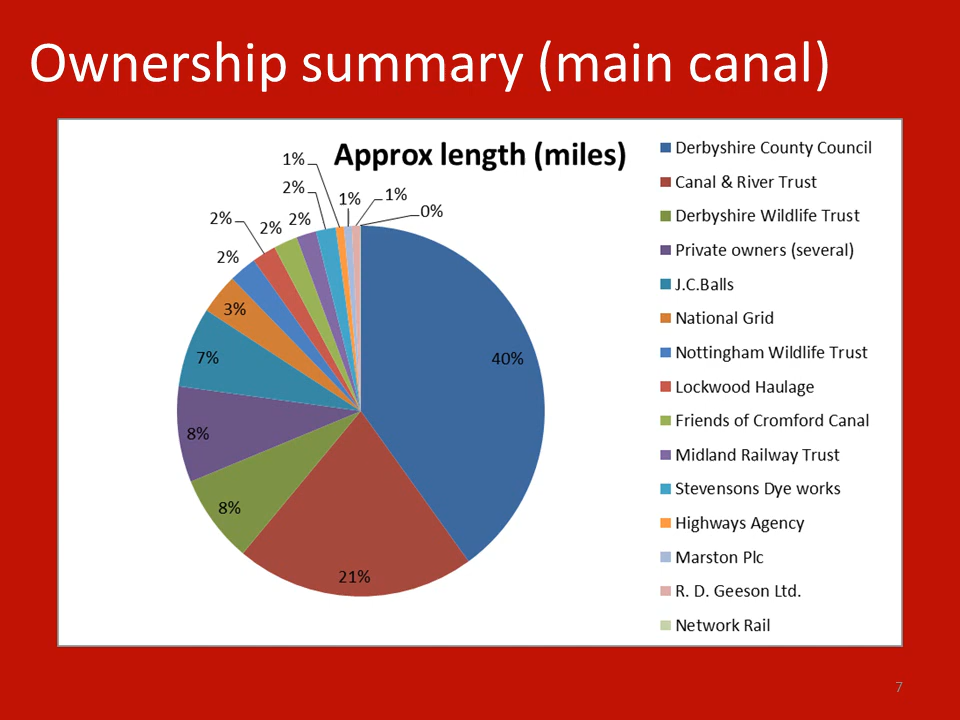 Ownership summary (main canal)
Approx length (miles)
1%
2%
1%
1%
0%
2%
2%
2%
2%
3%
7%
8%
8%
21%
40%
Derbyshire County Council
Canal & River Trust
Derbyshire Wildlife Trust
Private owners (several)
J.C.Balls
National Grid
Nottingham Wildlife Trust
Lockwood Haulage
Friends of Cromford Canal
Midland Railway Trust
Stevensons Dye works
Highways Agency
Marston Plc
R. D. Geeson Ltd.
Network Rail
7